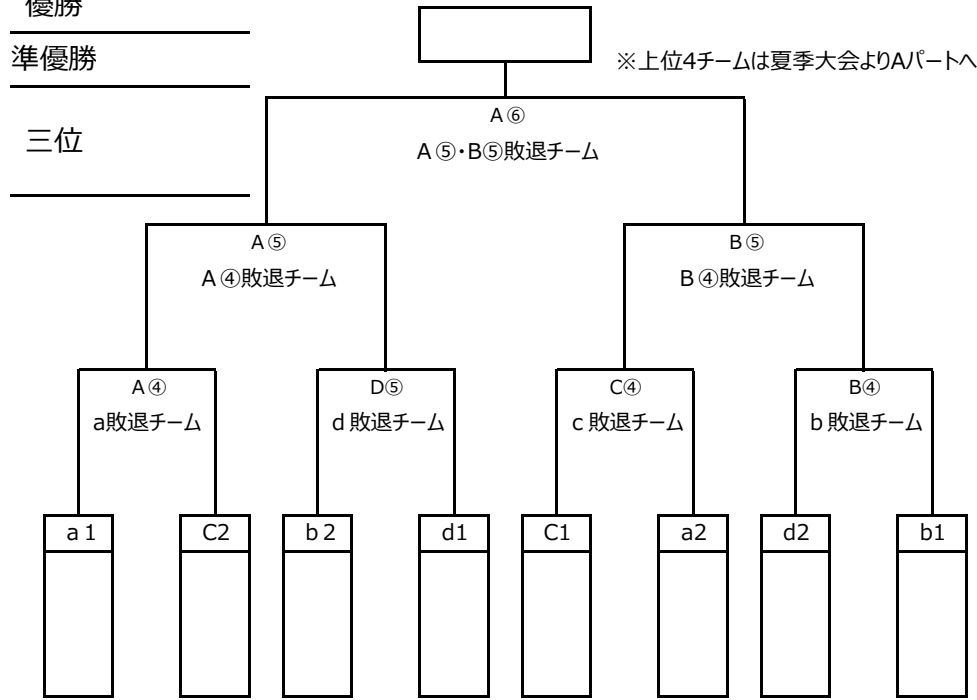 優勝
準優勝
※上位4チームは夏季大会よりAパートへ
三位
A⑥
A⑤・B⑤敗退チーム
A⑤
B⑤
A④敗退チーム
B④敗退チーム
A④
D⑤
C④
B④
a敗退チーム
d敗退チーム
c敗退チーム
b敗退チーム
a1
C2
b2
d1
C1
a2
d2
b1